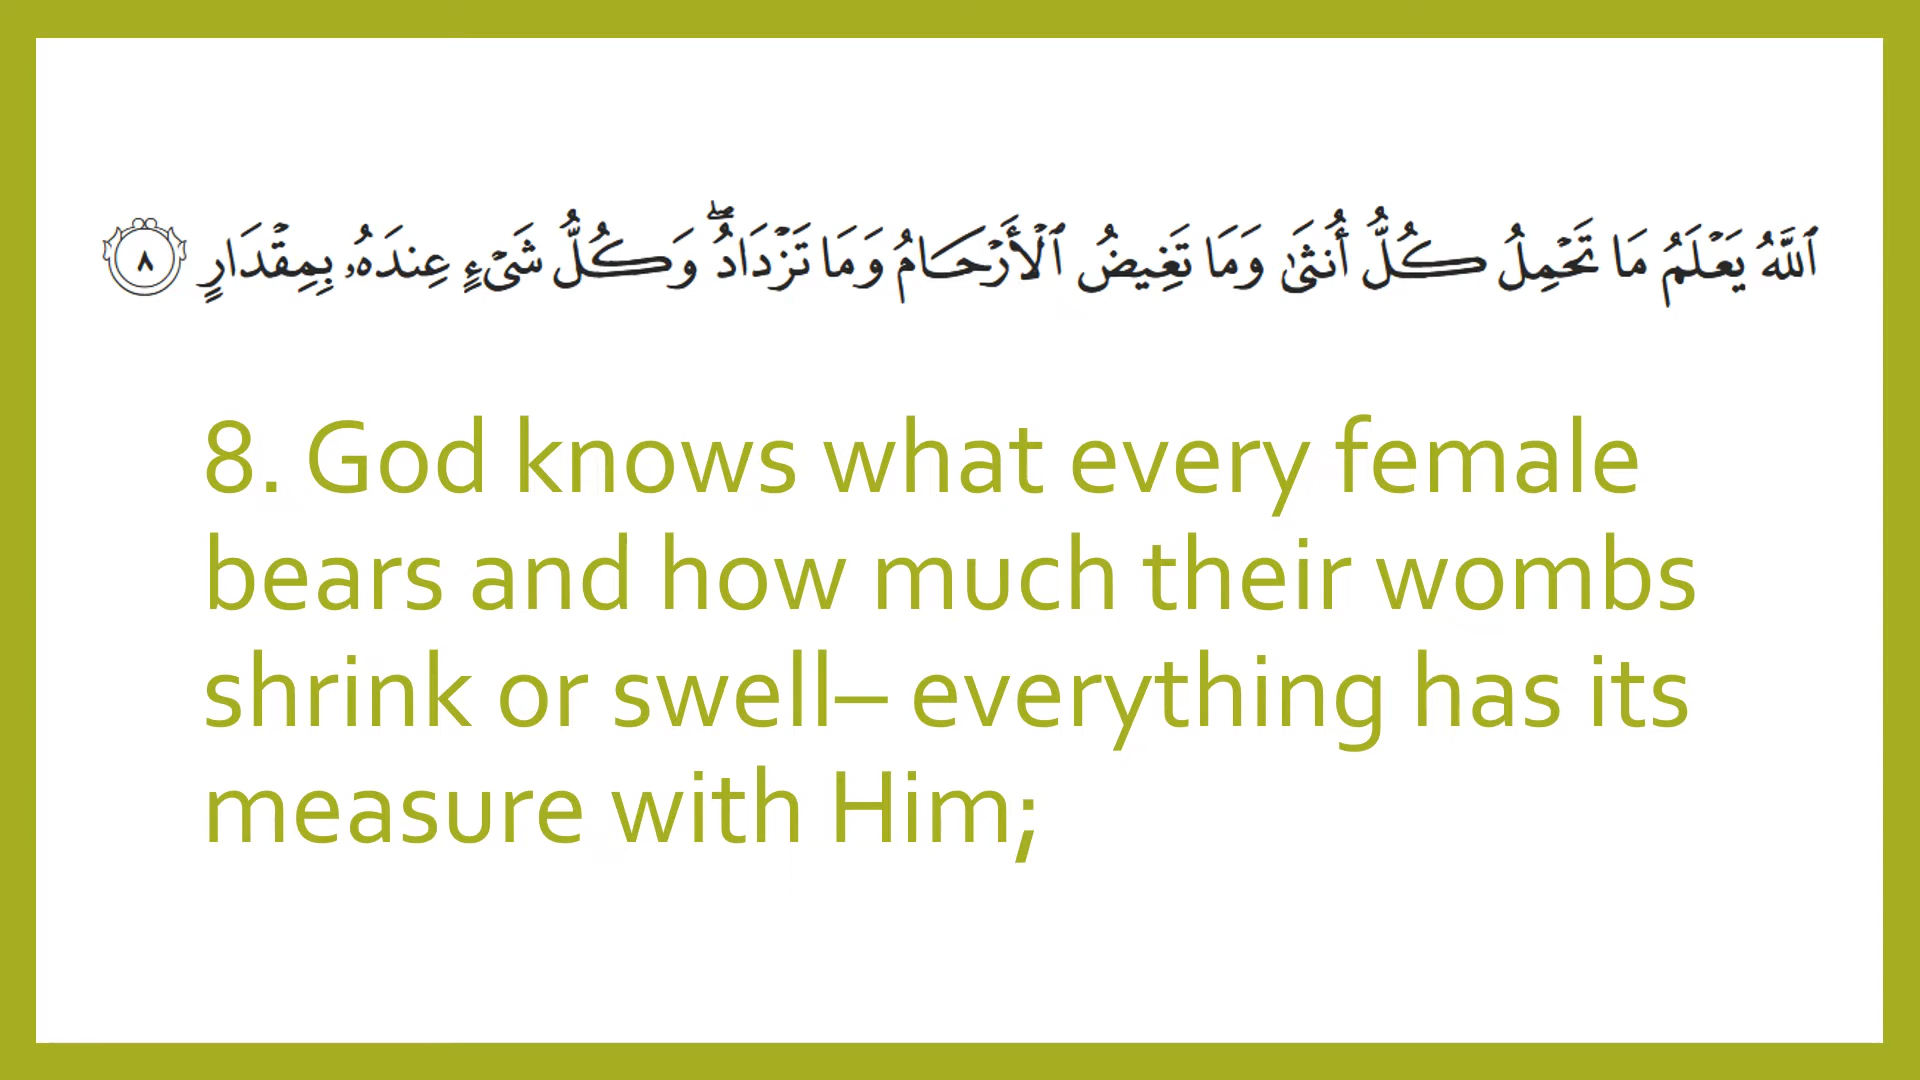 ٱللَّهُ يَعْلَمُ مَا تَحْمِلُ كُلُّ أُنثَىٰ وَمَا تَغِيضُ ٱلْأَرْحَامُ وَمَا تَزْدَادُ ۖ وَكُلُّ شَىْءٍ عِندَهُۥ بِمِقْدَارٍ ٨
8. God knows what every female
bears and how much their wombs
shrink or swell– everything has its
measure with Him;